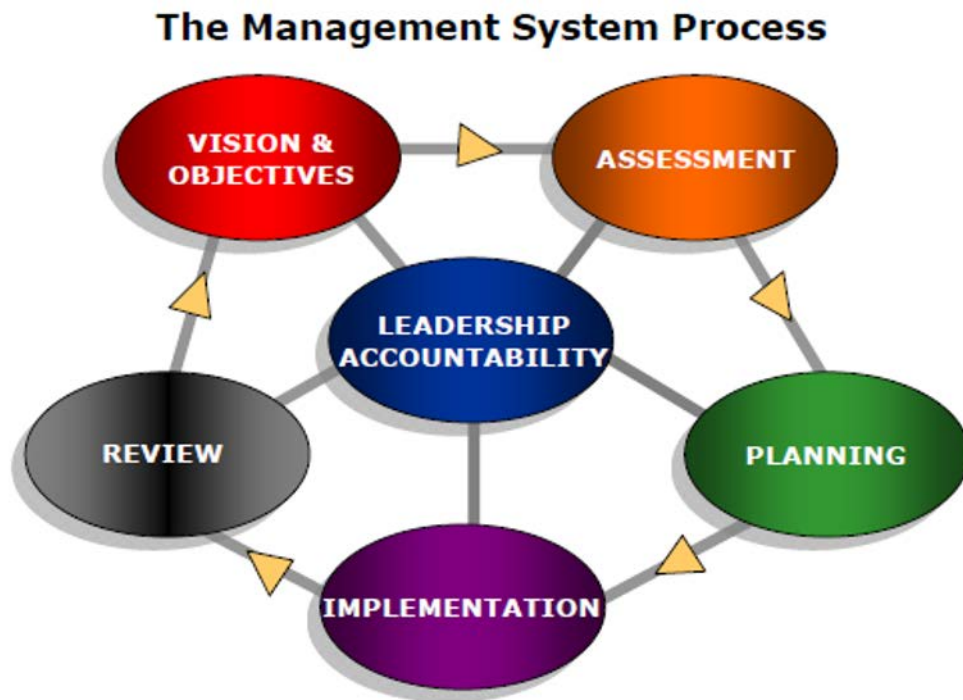 The Management System Process
VISION &
OBJECTIVES
ASSESSMENT
LEADERSHIP
ACCOUNTABILITY
REVIEW
PLANNING
IMPLEMENTATION